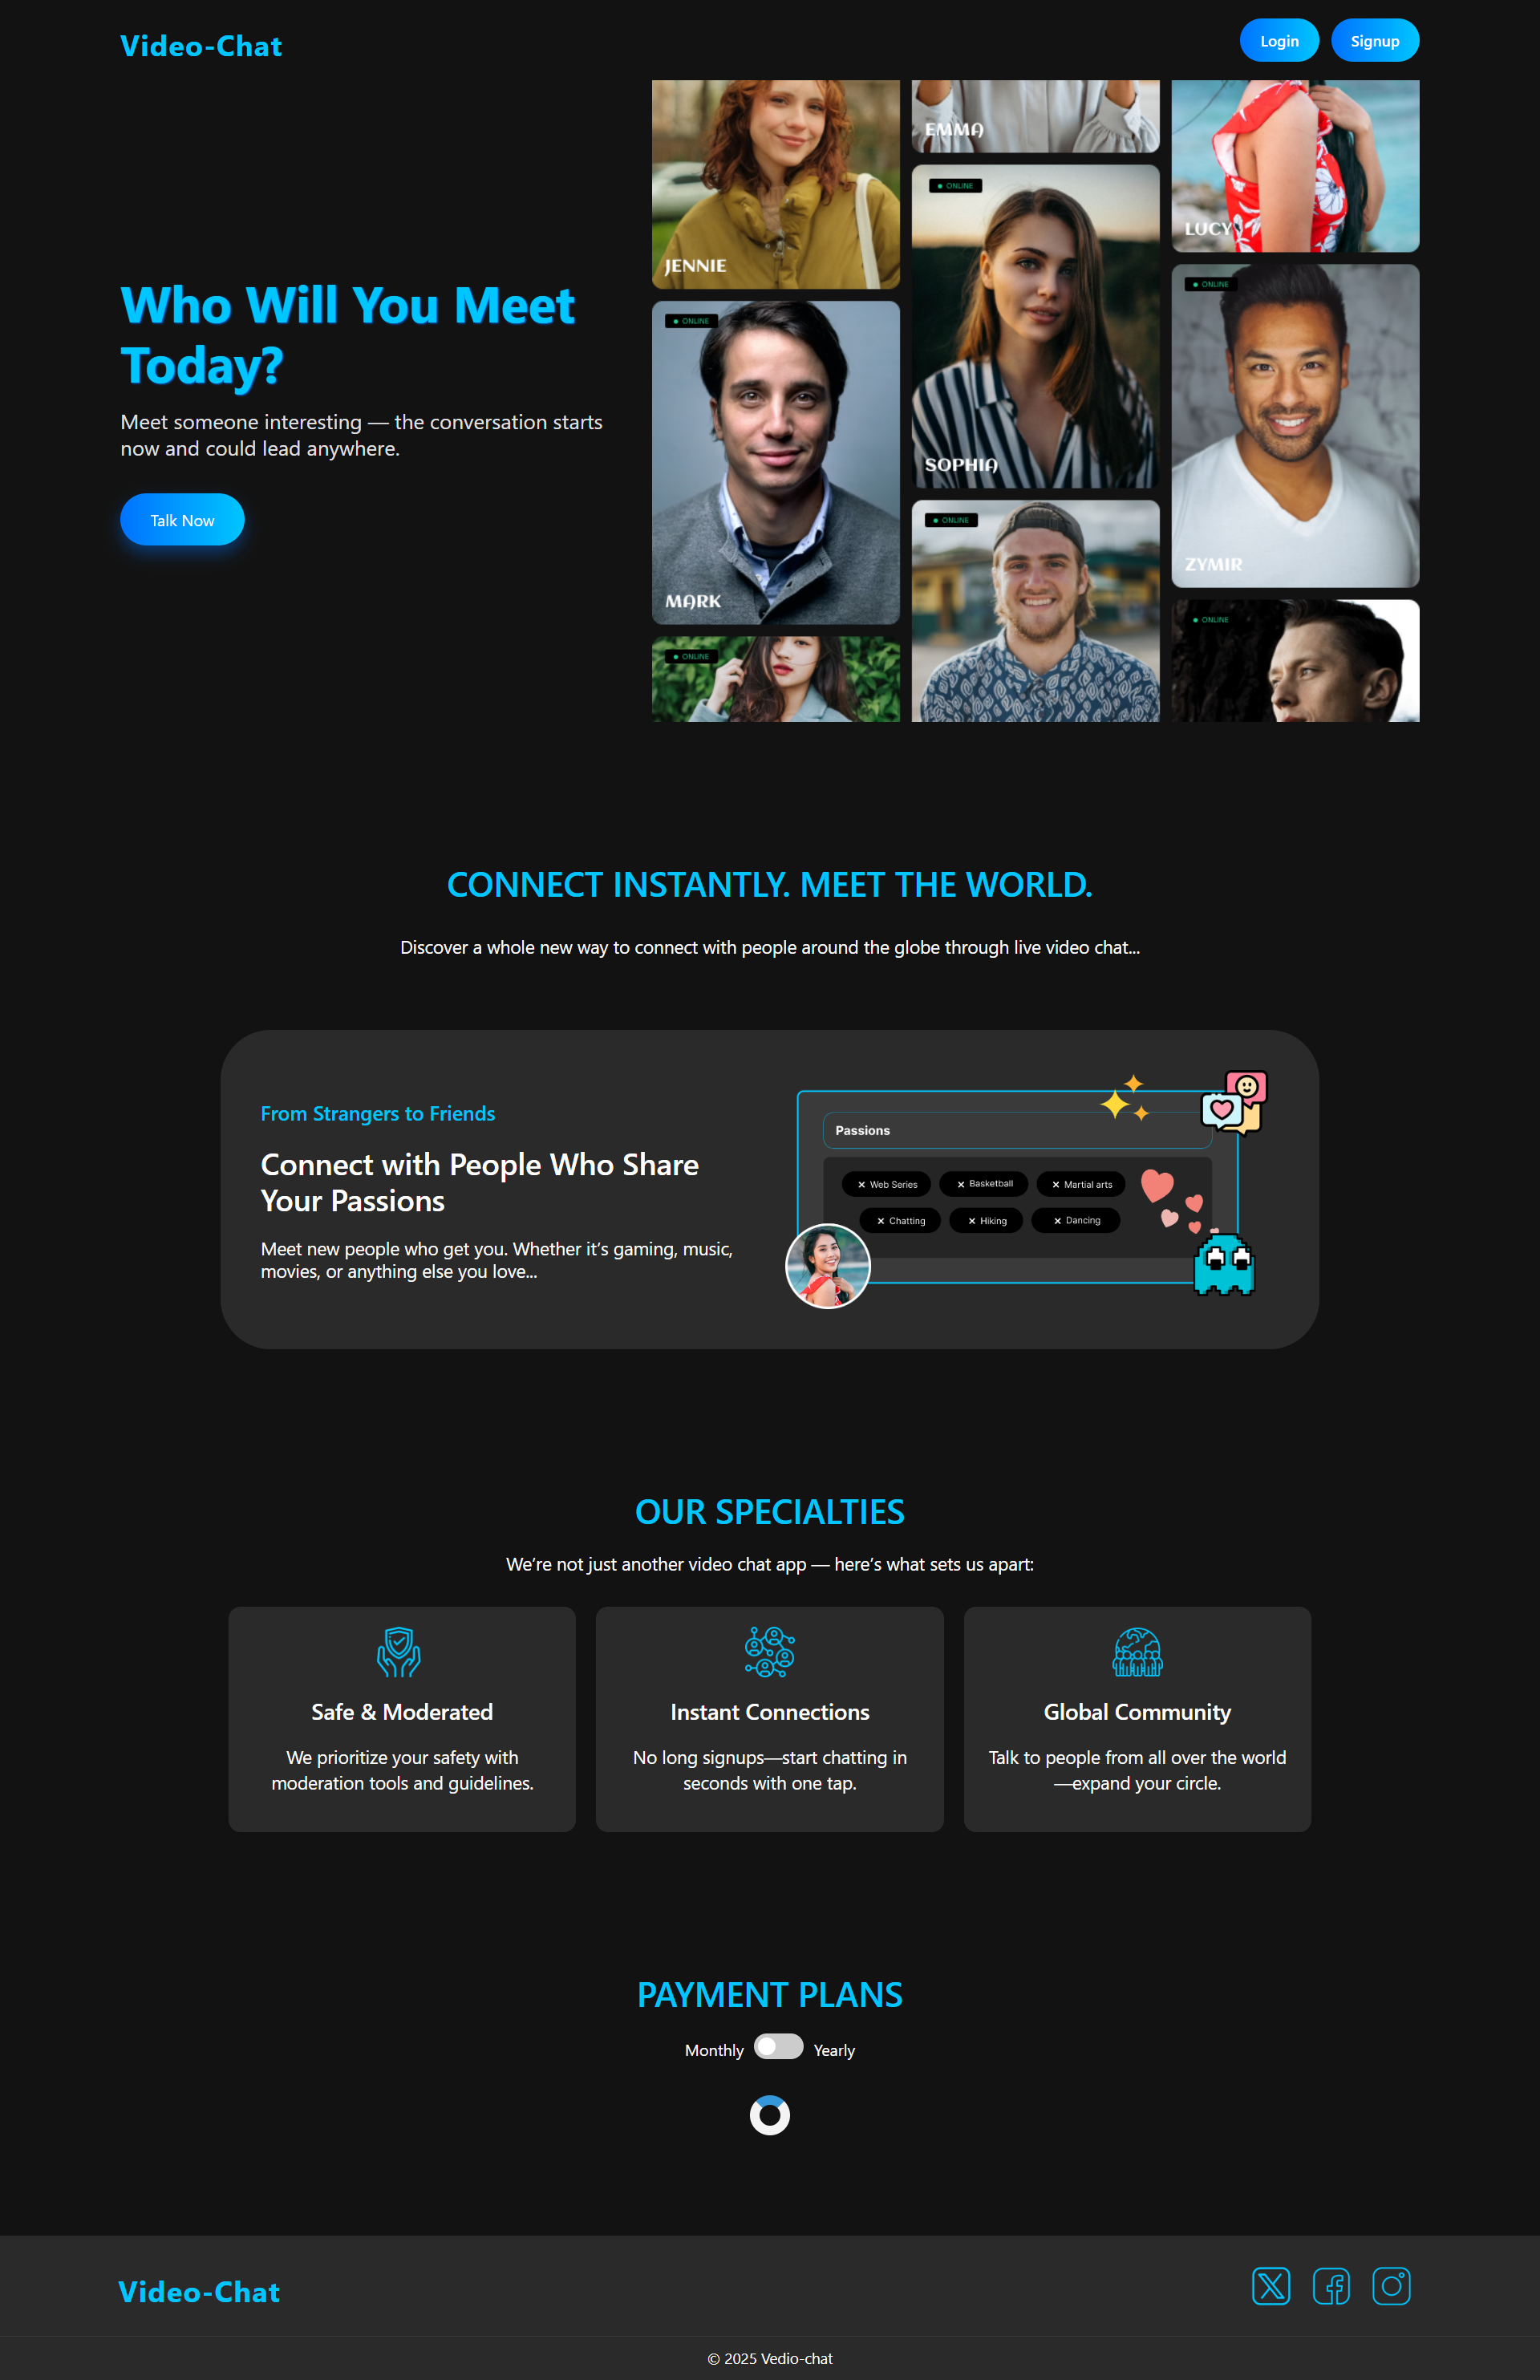 Video-Chat
Login
Signup
Who Will You Meet
Today?
Meet someone interesting — the conversation starts
now and could lead anywhere.
Talk Now
JENNIE
ONLINE
MARK
ONLINE
EMMA
ONLINE
SOPHIA
ONLINE
LUCY
ONLINE
ZYMIR
ONLINE
CONNECT INSTANTLY. MEET THE WORLD.
Discover a whole new way to connect with people around the globe through live video chat...
From Strangers to Friends
Connect with People Who Share
Your Passions
Meet new people who get you. Whether it’s gaming, music,
movies, or anything else you love...
Passions
× Web Series × Basketball × Martial arts
× Chatting × Hiking × Dancing
OUR SPECIALTIES
We’re not just another video chat app — here’s what sets us apart:
Safe & Moderated
We prioritize your safety with
moderation tools and guidelines.
Instant Connections
No long signups—start chatting in
seconds with one tap.
Global Community
Talk to people from all over the world
—expand your circle.
PAYMENT PLANS
Monthly Yearly
Video-Chat
© 2025 Vedio-chat